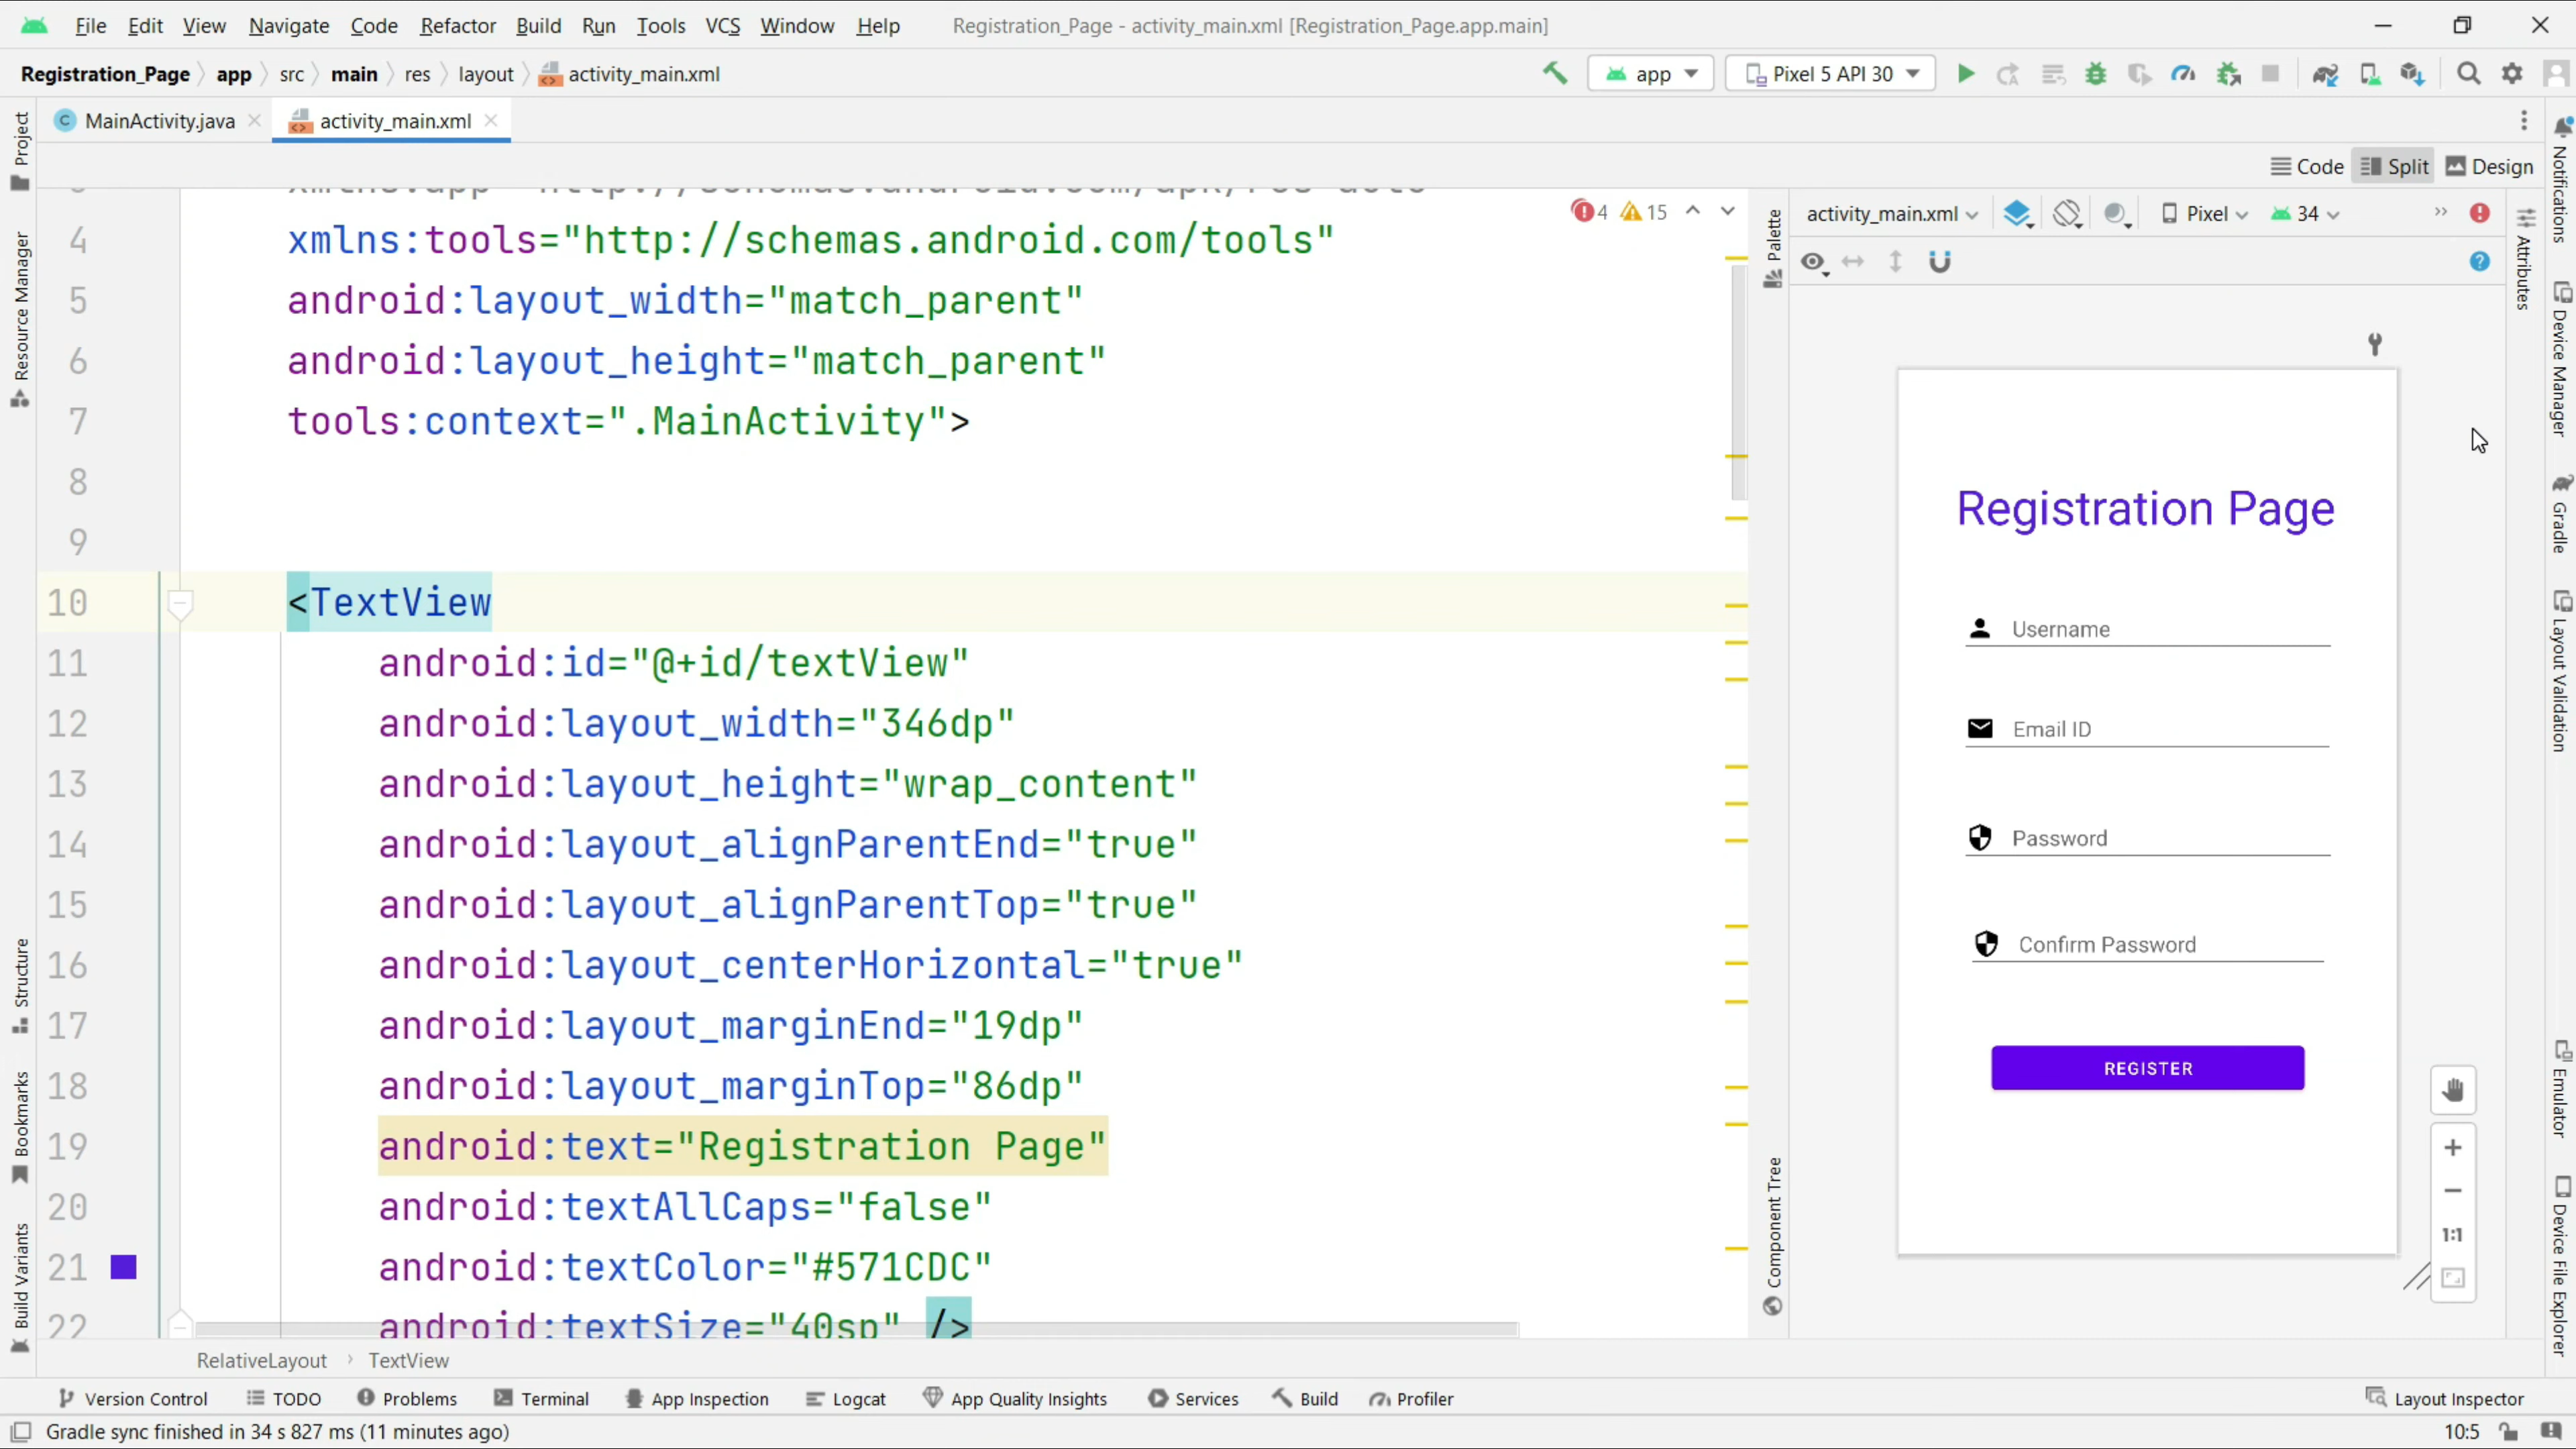 File Edit View Navigate Code Refactor Build Run Tools VCS Window Help Registration_Page - activity_main.xml [Registration_Page.app.main]
Registration_Page app src main res layout activity_main.xml app Pixel 5 API 30
MainActivity.java activity_main.xml
Code Split Design
4 15
activity_main.xml Pixel 34
4 xmlns:tools="http://schemas.android.com/tools"
5 android:layout_width="match_parent"
6 android:layout_height="match_parent"
7 tools:context=".MainActivity">
8
9
10 <TextView
11 android:id="@+id/textView"
12 android:layout_width="346dp"
13 android:layout_height="wrap_content"
14 android:layout_alignParentEnd="true"
15 android:layout_alignParentTop="true"
16 android:layout_centerHorizontal="true"
17 android:layout_marginEnd="19dp"
18 android:layout_marginTop="86dp"
19 android:text="Registration Page"
20 android:textAllCaps="false"
21 android:textColor="#571CDC"
22 android:textSize="40sp" />
Registration Page
Username
Email ID
Password
Confirm Password
REGISTER
1:1
Project
Resource Manager
Structure
Bookmarks
Build Variants
Palette
Component Tree
Attributes
Notifications
Device Manager
Gradle
Layout Validation
Emulator
Device File Explorer
RelativeLayout TextView
Version Control TODO Problems Terminal App Inspection Logcat App Quality Insights Services Build Profiler Layout Inspector
Gradle sync finished in 34 s 827 ms (11 minutes ago) 10:5